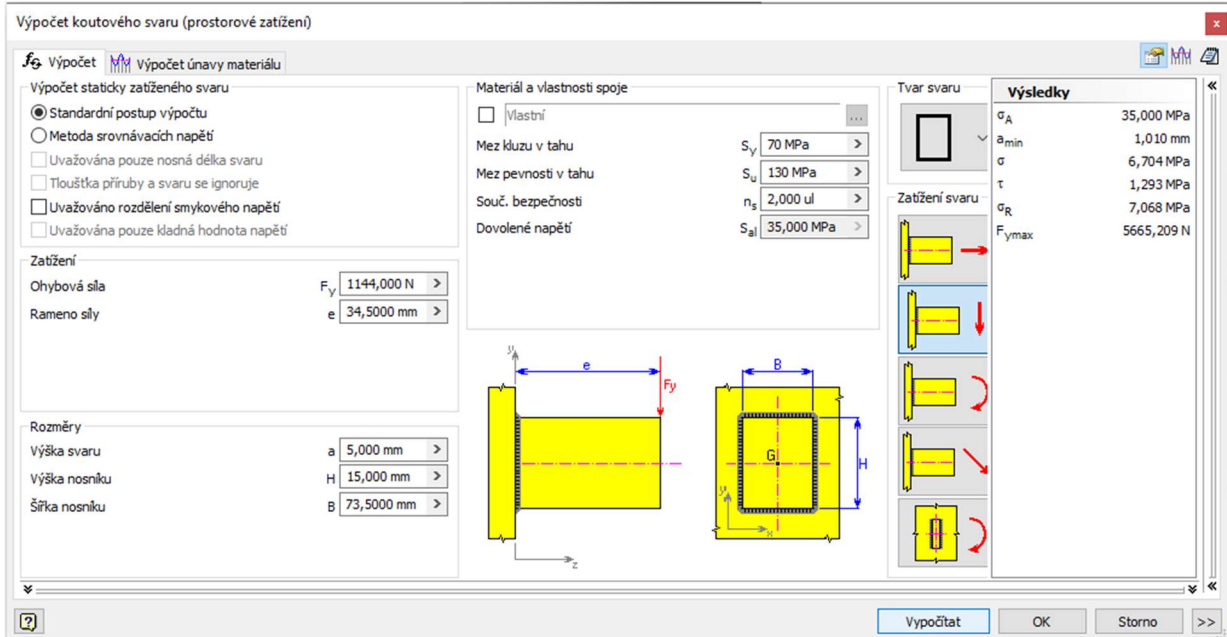 Výpočet koutového svaru (prostorové zatížení)
x
fG Výpočet
Výpočet únavy materiálu
Výpočet staticky zatíženého svaru
Standardní postup výpočtu
Metoda srovnávacích napětí
Uvažována pouze nosná délka svaru
Tloušťka příruby a svaru se ignoruje
Uvažováno rozdělení smykového napětí
Uvažována pouze kladná hodnota napětí
Zatížení
Ohybová síla Fy 1144,000 N >
Rameno síly e 34,5000 mm >
Rozměry
Výška svaru a 5,000 mm >
Výška nosníku H 15,000 mm >
Šířka nosníku B 73,5000 mm >
Materiál a vlastnosti spoje
Vlastní ...
Mez kluzu v tahu Sy 70 MPa >
Mez pevnosti v tahu Su 130 MPa >
Souč. bezpečnosti ns 2,000 ul >
Dovolené napětí Sal 35,000 MPa >
y
e
Fy
z
B
G
H
y
x
Tvar svaru
Zatížení svaru
Výsledky
σA 35,000 MPa
amin 1,010 mm
σ 6,704 MPa
τ 1,293 MPa
σR 7,068 MPa
Fymax 5665,209 N
?
Vypočítat
OK
Storno
>>